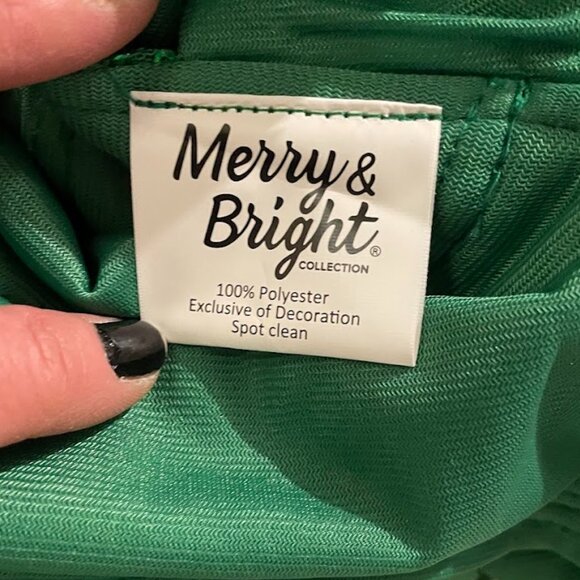 Merry &
Bright®
COLLECTION
100% Polyester
Exclusive of Decoration
Spot clean